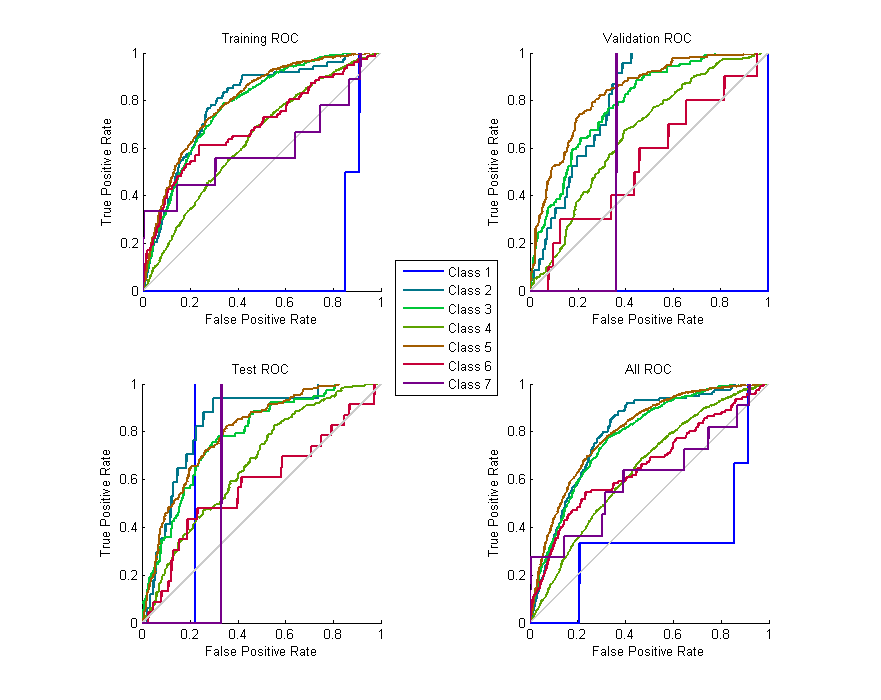 Training ROC
1
0.8
0.6
0.4
0.2
0
True Positive Rate
0 0.2 0.4 0.6 0.8 1
False Positive Rate
Validation ROC
1
0.8
0.6
0.4
0.2
0
True Positive Rate
0 0.2 0.4 0.6 0.8 1
False Positive Rate
Class 1
Class 2
Class 3
Class 4
Class 5
Class 6
Class 7
Test ROC
1
0.8
0.6
0.4
0.2
0
True Positive Rate
0 0.2 0.4 0.6 0.8 1
False Positive Rate
All ROC
1
0.8
0.6
0.4
0.2
0
True Positive Rate
0 0.2 0.4 0.6 0.8 1
False Positive Rate